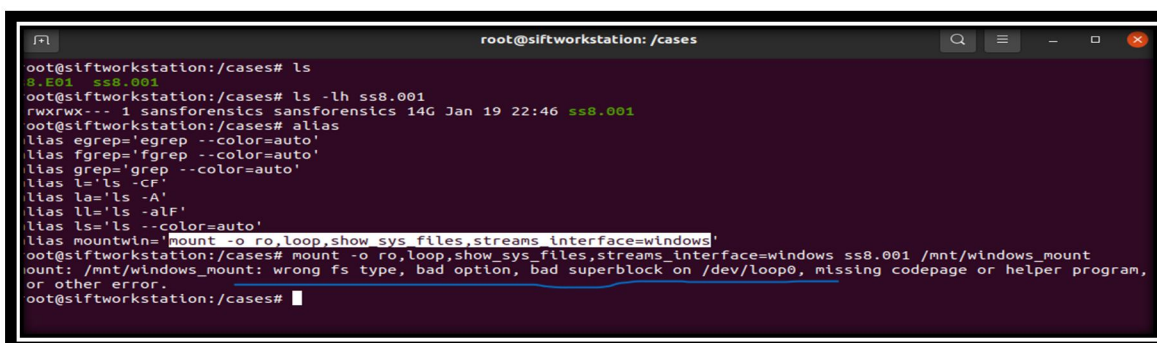 root@siftworkstation: /cases
oot@siftworkstation:/cases# ls
8.E01 ss8.001
oot@siftworkstation:/cases# ls -lh ss8.001
rwxrwx--- 1 sansforensics sansforensics 14G Jan 19 22:46 ss8.001
oot@siftworkstation:/cases# alias
lias egrep='egrep --color=auto'
lias fgrep='fgrep --color=auto'
lias grep='grep --color=auto'
lias l='ls -CF'
lias la='ls -A'
lias ll='ls -alF'
lias ls='ls --color=auto'
lias mountwin='mount -o ro,loop,show_sys_files,streams_interface=windows'
oot@siftworkstation:/cases# mount -o ro,loop,show_sys_files,streams_interface=windows ss8.001 /mnt/windows_mount
ount: /mnt/windows_mount: wrong fs type, bad option, bad superblock on /dev/loop0, missing codepage or helper program,
or other error.
oot@siftworkstation:/cases#